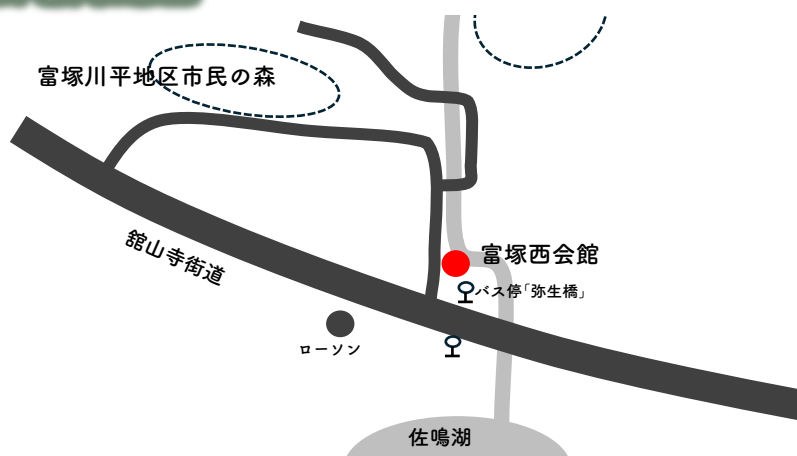 富塚川平地区市民の森
舘山寺街道
富塚西会館
バス停「弥生橋」
ローソン
佐鳴湖